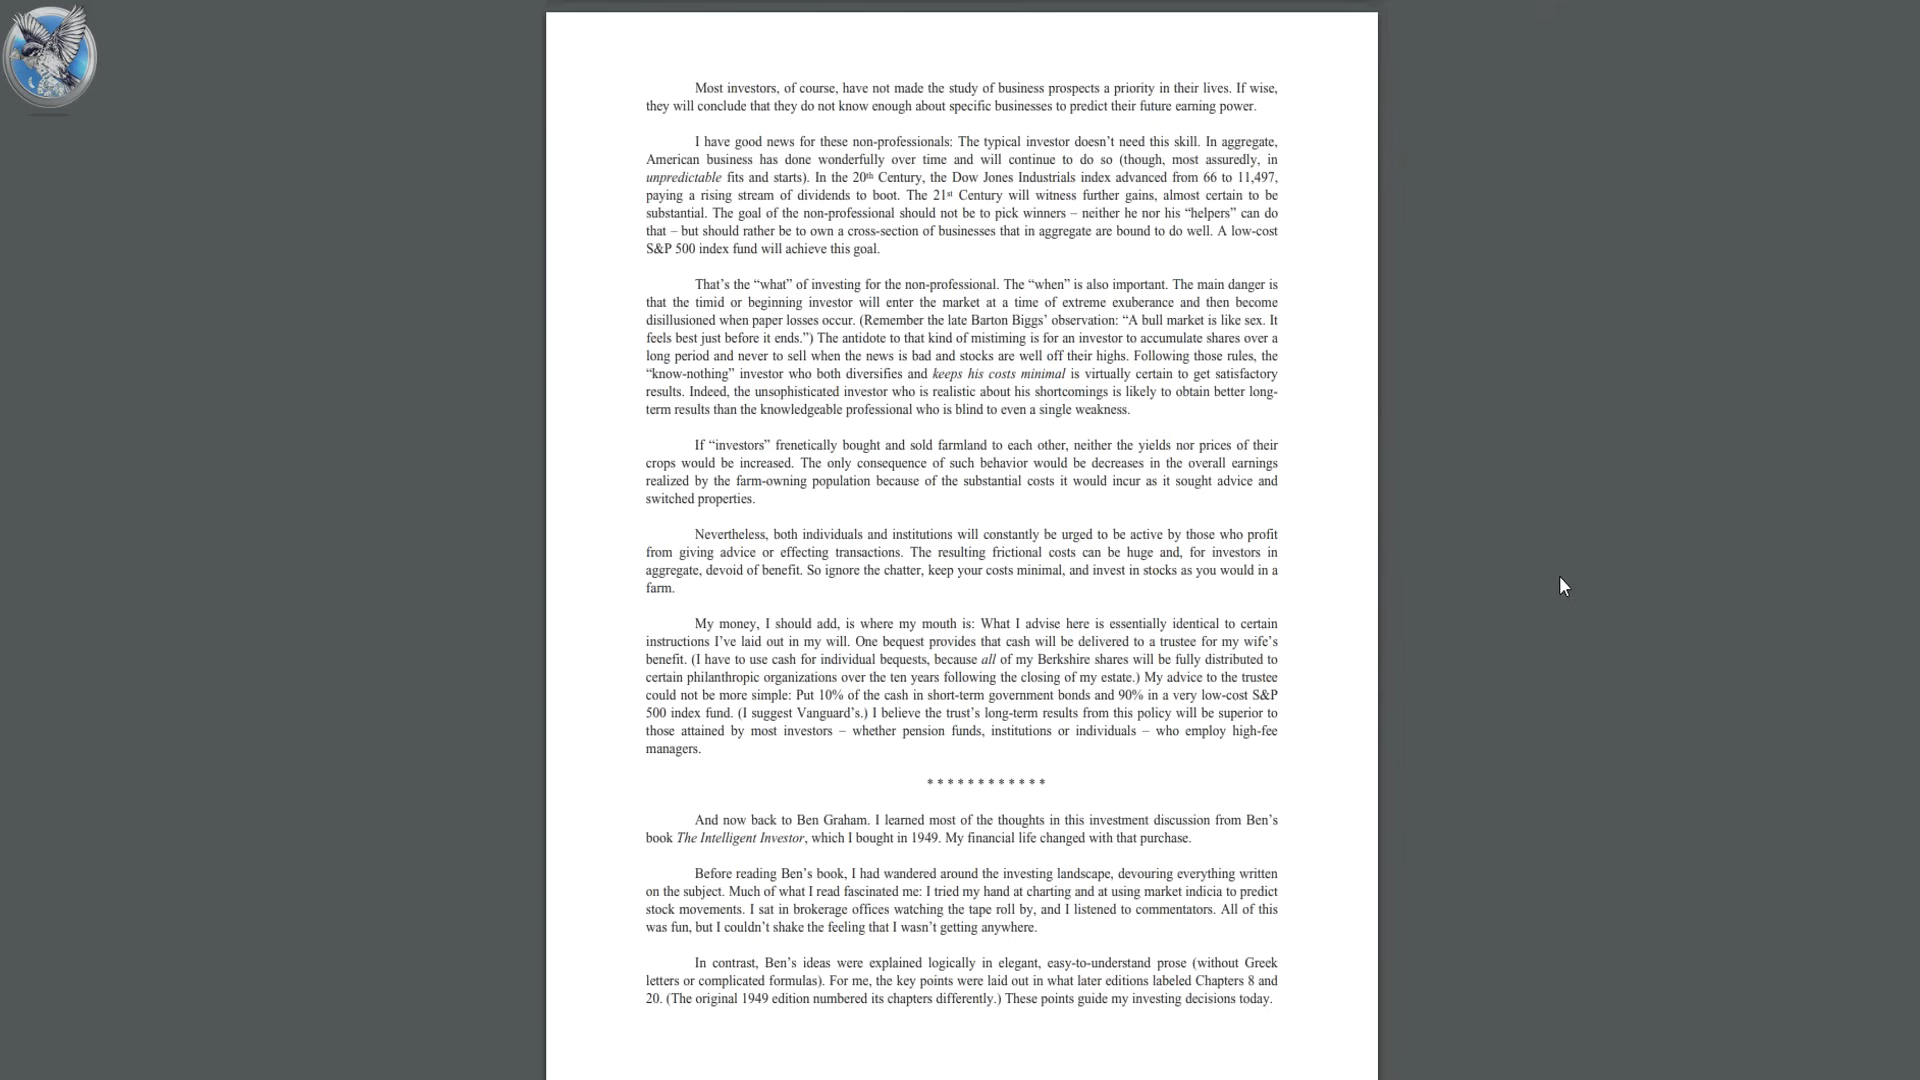 Most investors, of course, have not made the study of business prospects a priority in their lives. If wise,
they will conclude that they do not know enough about specific businesses to predict their future earning power.
I have good news for these non-professionals: The typical investor doesn’t need this skill. In aggregate,
American business has done wonderfully over time and will continue to do so (though, most assuredly, in
unpredictable fits and starts). In the 20th Century, the Dow Jones Industrials index advanced from 66 to 11,497,
paying a rising stream of dividends to boot. The 21st Century will witness further gains, almost certain to be
substantial. The goal of the non-professional should not be to pick winners – neither he nor his “helpers” can do
that – but should rather be to own a cross-section of businesses that in aggregate are bound to do well. A low-cost
S&P 500 index fund will achieve this goal.
That’s the “what” of investing for the non-professional. The “when” is also important. The main danger is
that the timid or beginning investor will enter the market at a time of extreme exuberance and then become
disillusioned when paper losses occur. (Remember the late Barton Biggs’ observation: “A bull market is like sex. It
feels best just before it ends.”) The antidote to that kind of mistiming is for an investor to accumulate shares over a
long period and never to sell when the news is bad and stocks are well off their highs. Following those rules, the
“know-nothing” investor who both diversifies and keeps his costs minimal is virtually certain to get satisfactory
results. Indeed, the unsophisticated investor who is realistic about his shortcomings is likely to obtain better long-
term results than the knowledgeable professional who is blind to even a single weakness.
If “investors” frenetically bought and sold farmland to each other, neither the yields nor prices of their
crops would be increased. The only consequence of such behavior would be decreases in the overall earnings
realized by the farm-owning population because of the substantial costs it would incur as it sought advice and
switched properties.
Nevertheless, both individuals and institutions will constantly be urged to be active by those who profit
from giving advice or effecting transactions. The resulting frictional costs can be huge and, for investors in
aggregate, devoid of benefit. So ignore the chatter, keep your costs minimal, and invest in stocks as you would in a
farm.
My money, I should add, is where my mouth is: What I advise here is essentially identical to certain
instructions I’ve laid out in my will. One bequest provides that cash will be delivered to a trustee for my wife’s
benefit. (I have to use cash for individual bequests, because all of my Berkshire shares will be fully distributed to
certain philanthropic organizations over the ten years following the closing of my estate.) My advice to the trustee
could not be more simple: Put 10% of the cash in short-term government bonds and 90% in a very low-cost S&P
500 index fund. (I suggest Vanguard’s.) I believe the trust’s long-term results from this policy will be superior to
those attained by most investors – whether pension funds, institutions or individuals – who employ high-fee
managers.
* * * * * * * * * * * *
And now back to Ben Graham. I learned most of the thoughts in this investment discussion from Ben’s
book The Intelligent Investor, which I bought in 1949. My financial life changed with that purchase.
Before reading Ben’s book, I had wandered around the investing landscape, devouring everything written
on the subject. Much of what I read fascinated me: I tried my hand at charting and at using market indicia to predict
stock movements. I sat in brokerage offices watching the tape roll by, and I listened to commentators. All of this
was fun, but I couldn’t shake the feeling that I wasn’t getting anywhere.
In contrast, Ben’s ideas were explained logically in elegant, easy-to-understand prose (without Greek
letters or complicated formulas). For me, the key points were laid out in what later editions labeled Chapters 8 and
20. (The original 1949 edition numbered its chapters differently.) These points guide my investing decisions today.